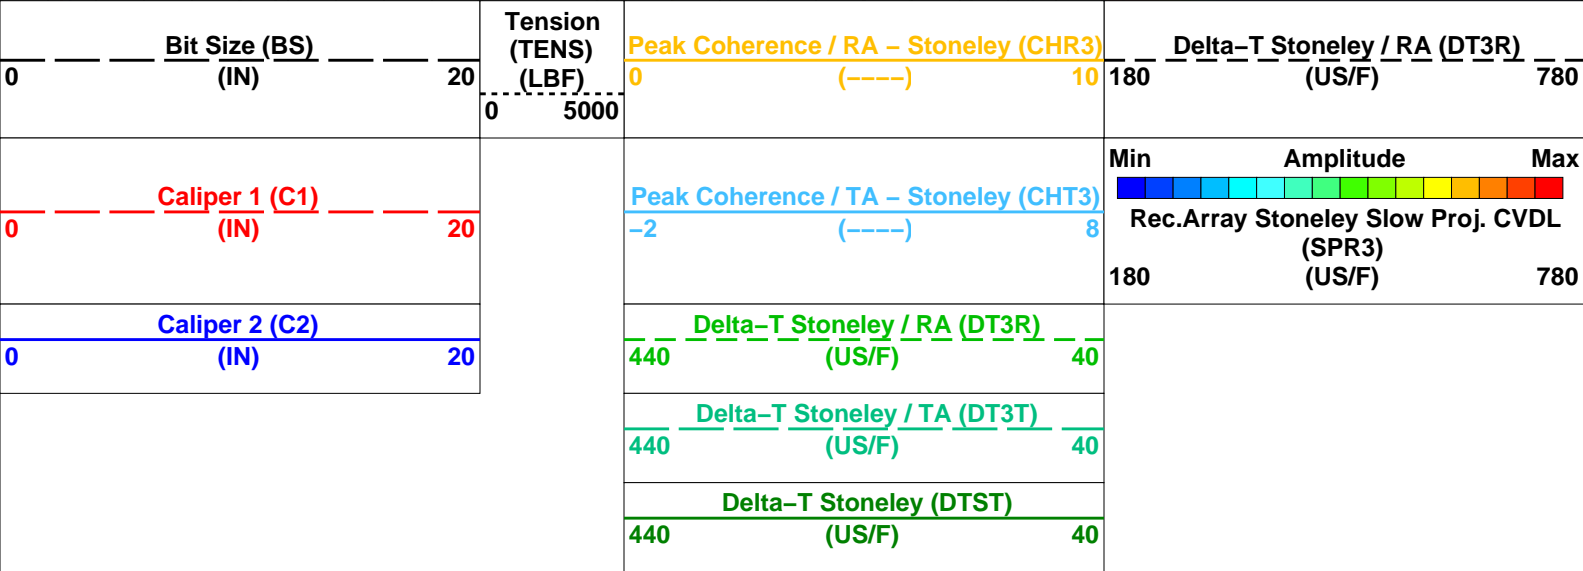 Bit Size (BS)
0 (IN) 20
Tension
(TENS)
(LBF)
0 5000
Peak Coherence / RA – Stoneley (CHR3)
0 (––––) 10
Delta–T Stoneley / RA (DT3R)
180 (US/F) 780
Caliper 1 (C1)
0 (IN) 20
Peak Coherence / TA – Stoneley (CHT3)
–2 (––––) 8
Min Amplitude Max
Rec.Array Stoneley Slow Proj. CVDL
(SPR3)
180 (US/F) 780
Caliper 2 (C2)
0 (IN) 20
Delta–T Stoneley / RA (DT3R)
440 (US/F) 40
Delta–T Stoneley / TA (DT3T)
440 (US/F) 40
Delta–T Stoneley (DTST)
440 (US/F) 40